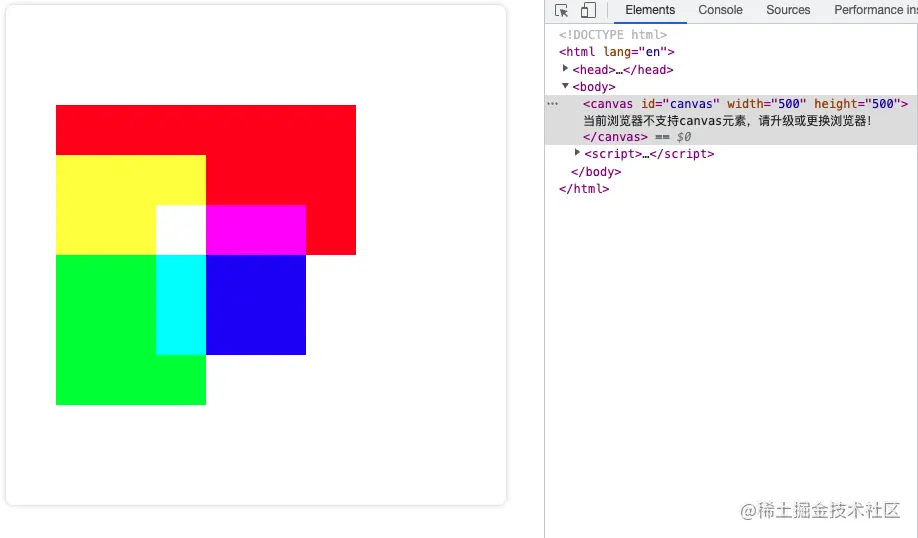 Elements Console Sources Performance ins
<!DOCTYPE html>
<html lang="en">
<head>…</head>
<body>
<canvas id="canvas" width="500" height="500">
当前浏览器不支持canvas元素，请升级或更换浏览器！
</canvas> == $0
<script>…</script>
</body>
</html>
@稀土掘金技术社区